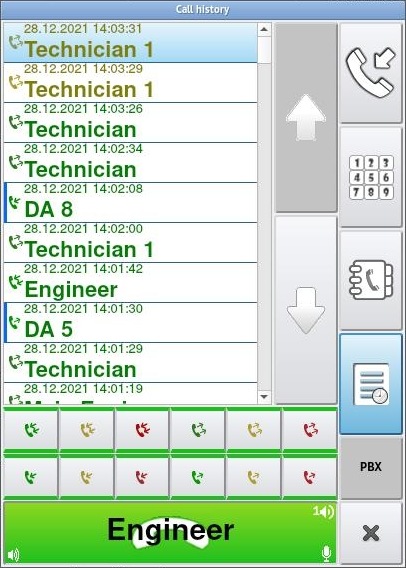 Call history
28.12.2021 14:03:31
Technician 1
28.12.2021 14:03:29
Technician 1
28.12.2021 14:03:26
Technician
28.12.2021 14:02:34
Technician
28.12.2021 14:02:08
DA 8
28.12.2021 14:02:00
Technician 1
28.12.2021 14:01:42
Engineer
28.12.2021 14:01:30
DA 5
28.12.2021 14:01:29
Technician
28.12.2021 14:01:19
1 2 3
4 5 6
7 8 9
PBX
Engineer
1